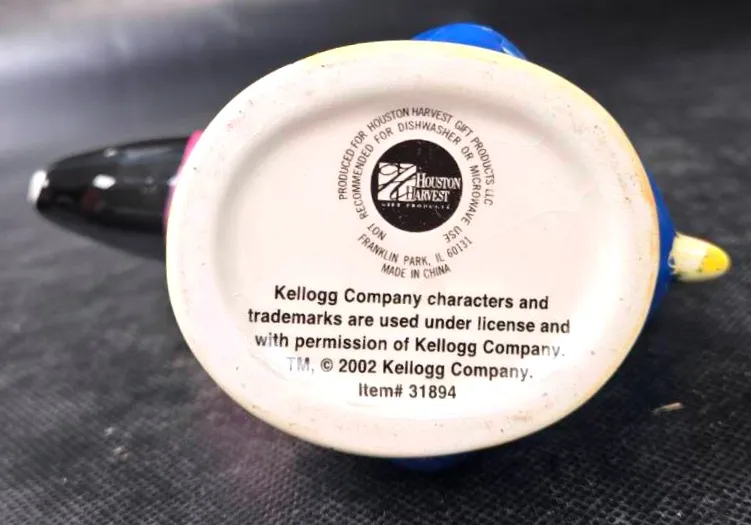 PRODUCED FOR HOUSTON HARVEST GIFT PRODUCTS LLC
NOT RECOMMENDED FOR DISHWASHER OR MICROWAVE USE
HOUSTON
HARVEST
GIFT PRODUCTS
FRANKLIN PARK, IL 60131
MADE IN CHINA
Kellogg Company characters and
trademarks are used under license and
with permission of Kellogg Company.
TM, © 2002 Kellogg Company.
Item# 31894